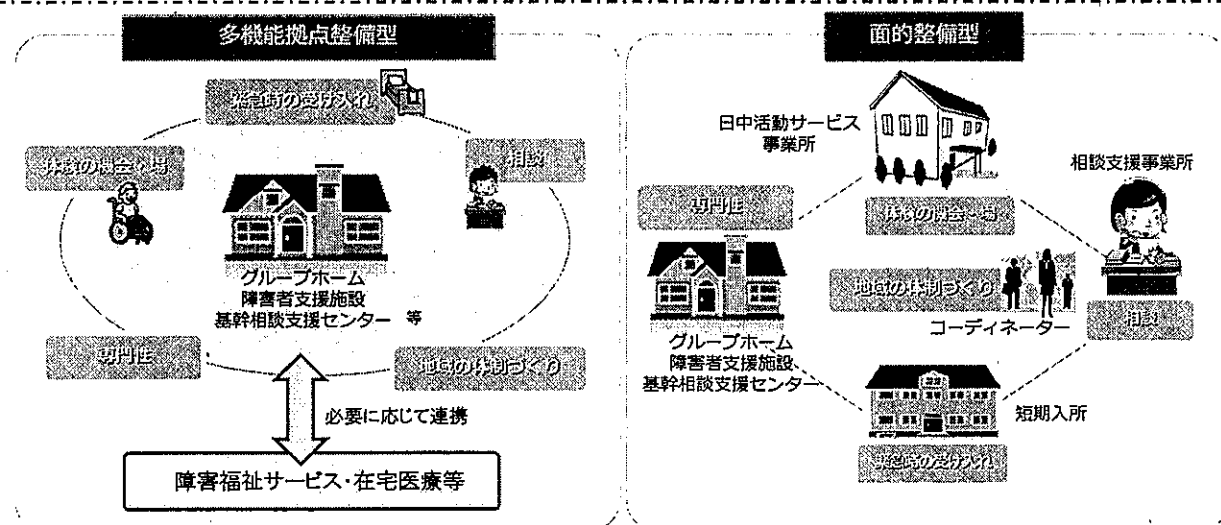 多機能拠点整備型
緊急時の受け入れ
体験の機会・場
相談
グループホーム
障害者支援施設
基幹相談支援センター 等
専門性
地域の体制づくり
必要に応じて連携
障害福祉サービス・在宅医療等
面的整備型
日中活動サービス
事業所
相談支援事業所
専門性
体験の機会・場
地域の体制づくり
コーディネーター
相談
グループホーム
障害者支援施設
基幹相談支援センター
短期入所
緊急時の受け入れ